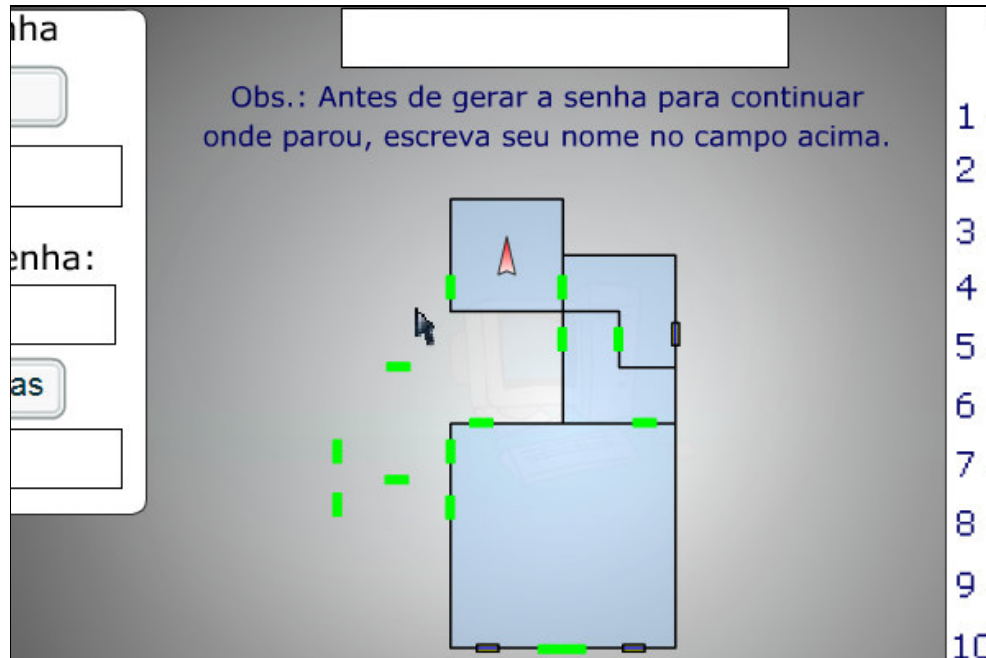 nha
Obs.: Antes de gerar a senha para continuar
onde parou, escreva seu nome no campo acima.
enha:
as
1
2
3
4
5
6
7
8
9
10